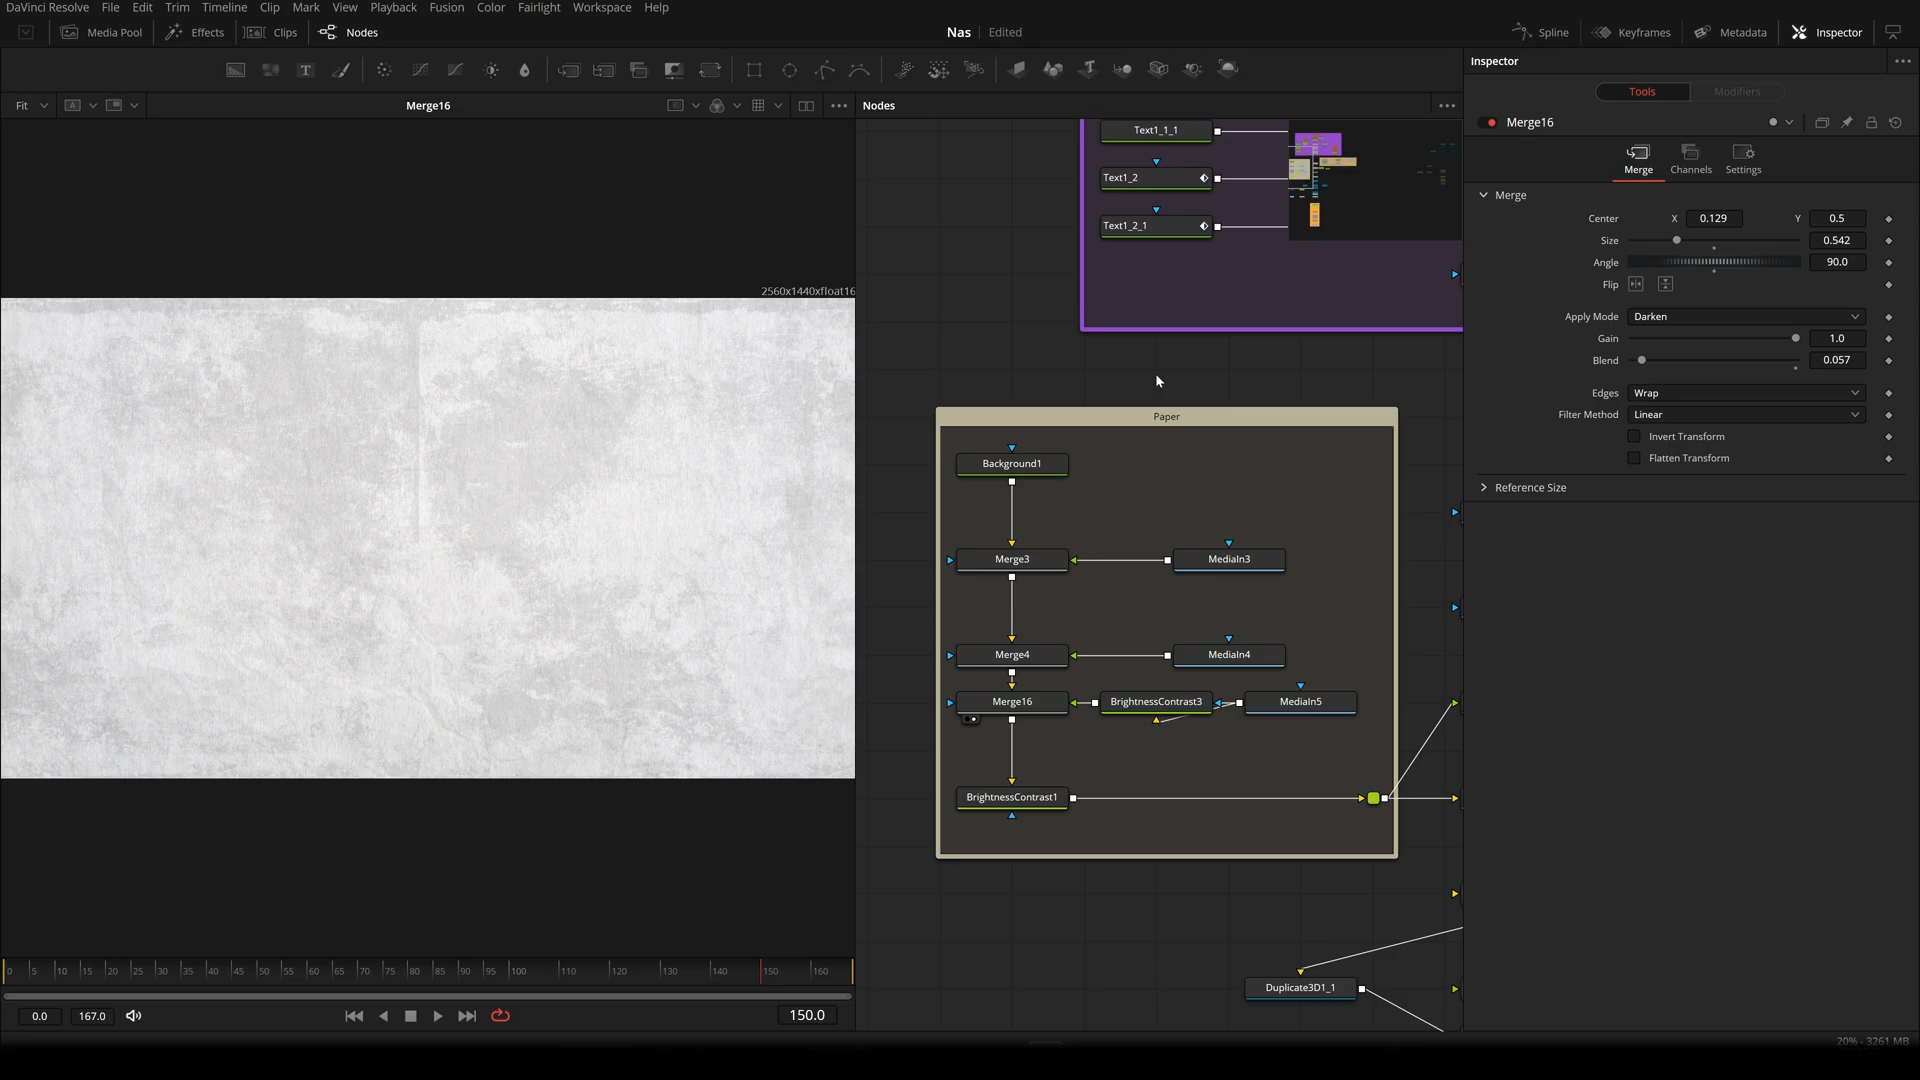 DaVinci Resolve File Edit Trim Timeline Clip Mark View Playback Fusion Color Fairlight Workspace Help
Media Pool Effects Clips Nodes Nas Edited Spline Keyframes Metadata Inspector
Inspector
Fit A Merge16 Nodes
Tools Modifiers
Merge16
Merge Channels Settings
Merge
Center X 0.129 Y 0.5
Size 0.542
Angle 90.0
Flip
Apply Mode Darken
Gain 1.0
Blend 0.057
Edges Wrap
Filter Method Linear
Invert Transform
Flatten Transform
Reference Size
2560x1440xfloat16
Text1_1_1
Text1_2
Text1_2_1
Paper
Background1
Merge3 MediaIn3
Merge4 MediaIn4
Merge16 BrightnessContrast3 MediaIn5
BrightnessContrast1
Duplicate3D1_1
0 5 10 15 20 25 30 35 40 45 50 55 60 65 70 75 80 85 90 95 100 110 120 130 140 150 160
0.0 167.0 150.0
20% - 3261 MB